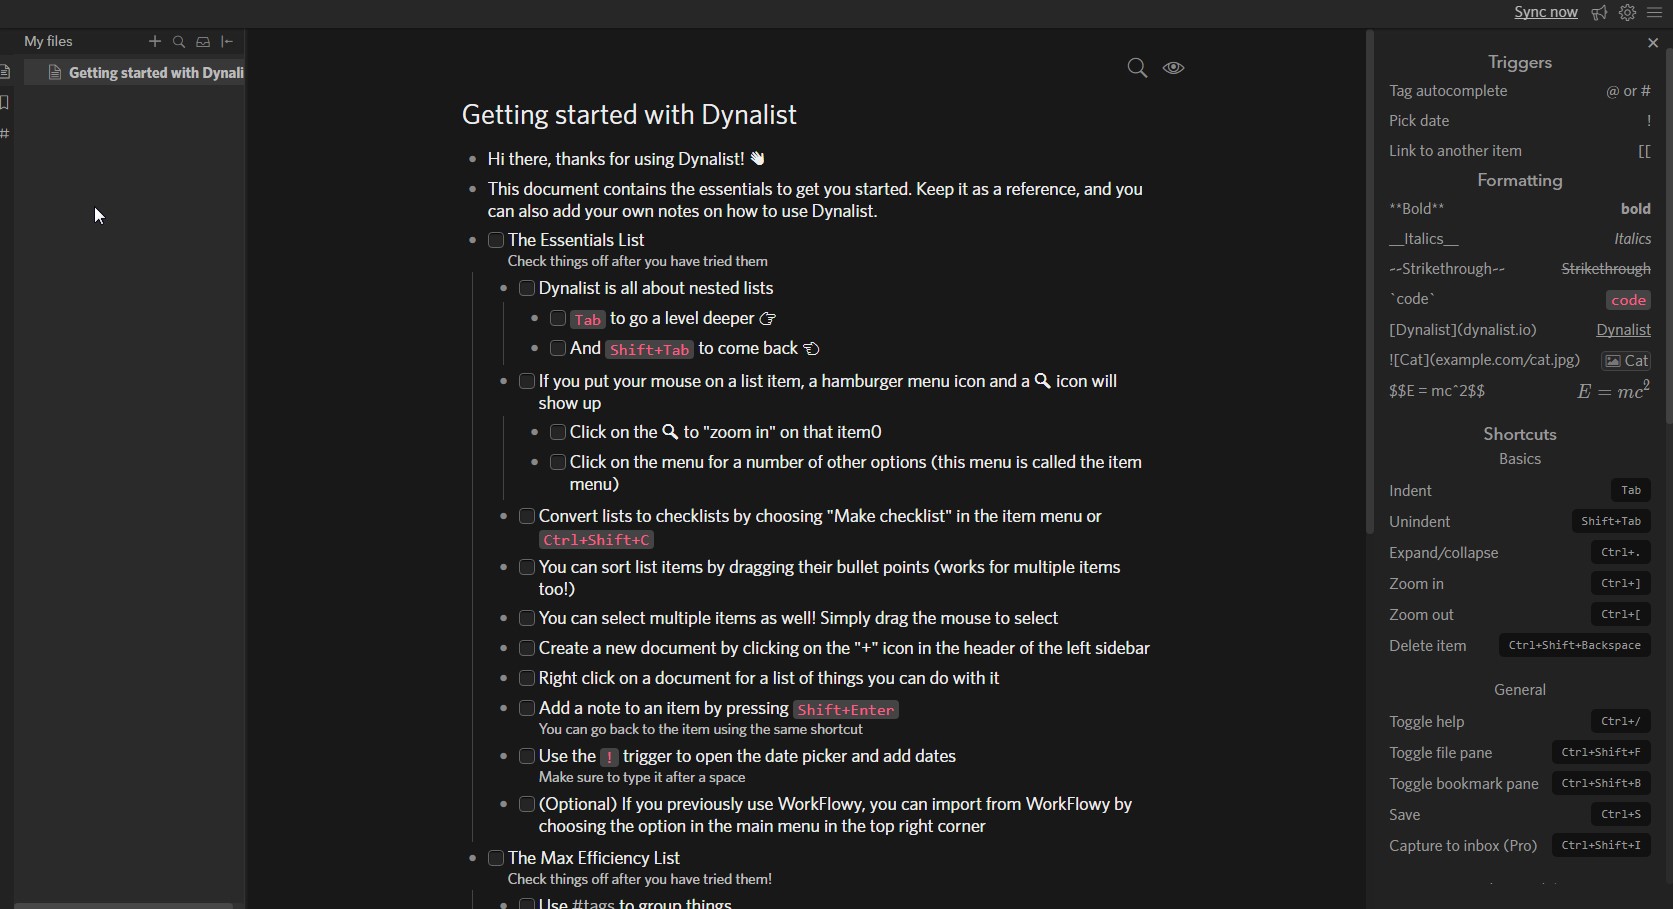 Sync now
My files
Getting started with Dynali
#
Getting started with Dynalist
Hi there, thanks for using Dynalist! 👋
This document contains the essentials to get you started. Keep it as a reference, and you
can also add your own notes on how to use Dynalist.
The Essentials List
Check things off after you have tried them
Dynalist is all about nested lists
Tab to go a level deeper 👉
And Shift+Tab to come back 👈
If you put your mouse on a list item, a hamburger menu icon and a 🔍 icon will
show up
Click on the 🔍 to "zoom in" on that item0
Click on the menu for a number of other options (this menu is called the item
menu)
Convert lists to checklists by choosing "Make checklist" in the item menu or
Ctrl+Shift+C
You can sort list items by dragging their bullet points (works for multiple items
too!)
You can select multiple items as well! Simply drag the mouse to select
Create a new document by clicking on the "+" icon in the header of the left sidebar
Right click on a document for a list of things you can do with it
Add a note to an item by pressing Shift+Enter
You can go back to the item using the same shortcut
Use the ! trigger to open the date picker and add dates
Make sure to type it after a space
(Optional) If you previously use WorkFlowy, you can import from WorkFlowy by
choosing the option in the main menu in the top right corner
The Max Efficiency List
Check things off after you have tried them!
Use #tags to group things
Triggers
Tag autocomplete @ or #
Pick date !
Link to another item [[
Formatting
**Bold** bold
__Italics__ Italics
~~Strikethrough~~ Strikethrough
`code` code
[Dynalist](dynalist.io) Dynalist
![Cat](example.com/cat.jpg) Cat
$$E = mc^2$$ E = mc²
Shortcuts
Basics
Indent Tab
Unindent Shift+Tab
Expand/collapse Ctrl+.
Zoom in Ctrl+]
Zoom out Ctrl+[
Delete item Ctrl+Shift+Backspace
General
Toggle help Ctrl+/
Toggle file pane Ctrl+Shift+F
Toggle bookmark pane Ctrl+Shift+B
Save Ctrl+S
Capture to inbox (Pro) Ctrl+Shift+I